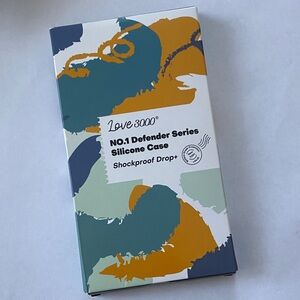 Love 3000°
NO.1 Defender Series
Silicone Case
Shockproof Drop+